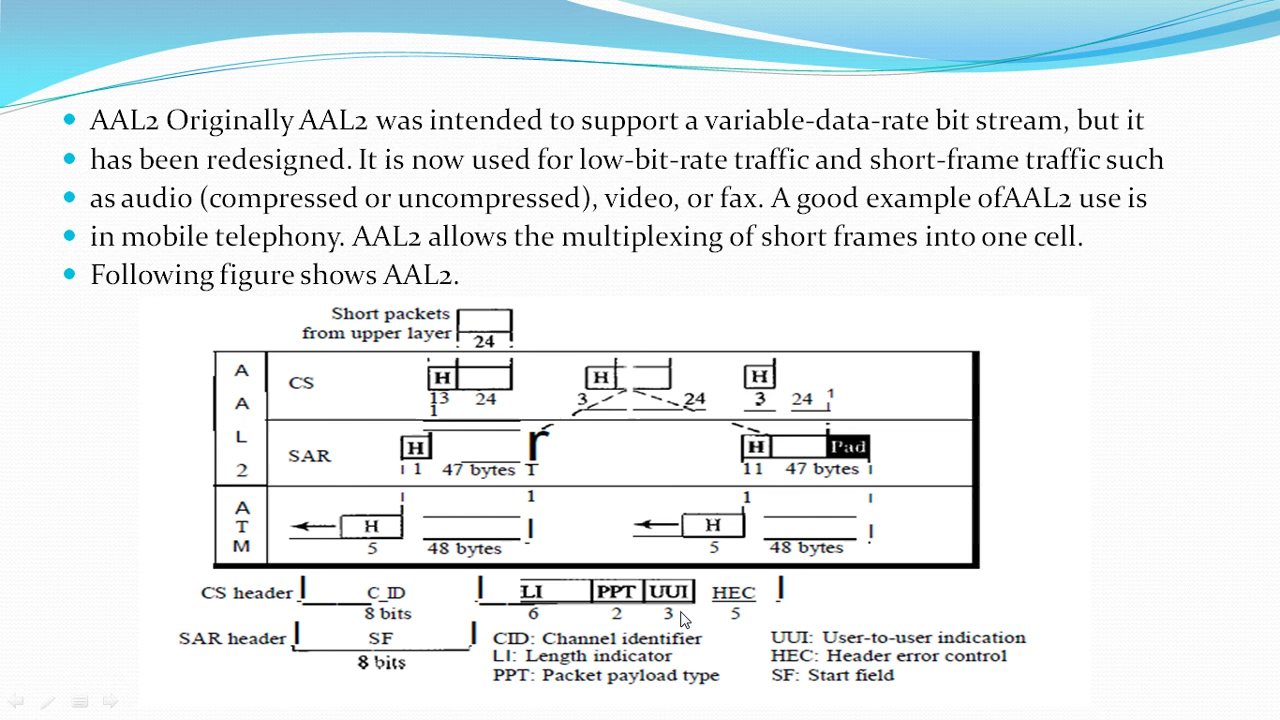 AAL2 Originally AAL2 was intended to support a variable-data-rate bit stream, but it
has been redesigned. It is now used for low-bit-rate traffic and short-frame traffic such
as audio (compressed or uncompressed), video, or fax. A good example ofAAL2 use is
in mobile telephony. AAL2 allows the multiplexing of short frames into one cell.
Following figure shows AAL2.
Short packets
from upper layer
24
A
A
L
2
CS
H
H
H
13 24
3
24
3 24 1
1
SAR
H
r
H
Pad
1 47 bytes T
11 47 bytes
A
T
M
1
1
H
H
5
48 bytes
5
48 bytes
CS header C_ID LI PPT UUI HEC
8 bits 6 2 3 5
SAR header SF
8 bits
CID: Channel identifier
LI: Length indicator
PPT: Packet payload type
UUI: User-to-user indication
HEC: Header error control
SF: Start field